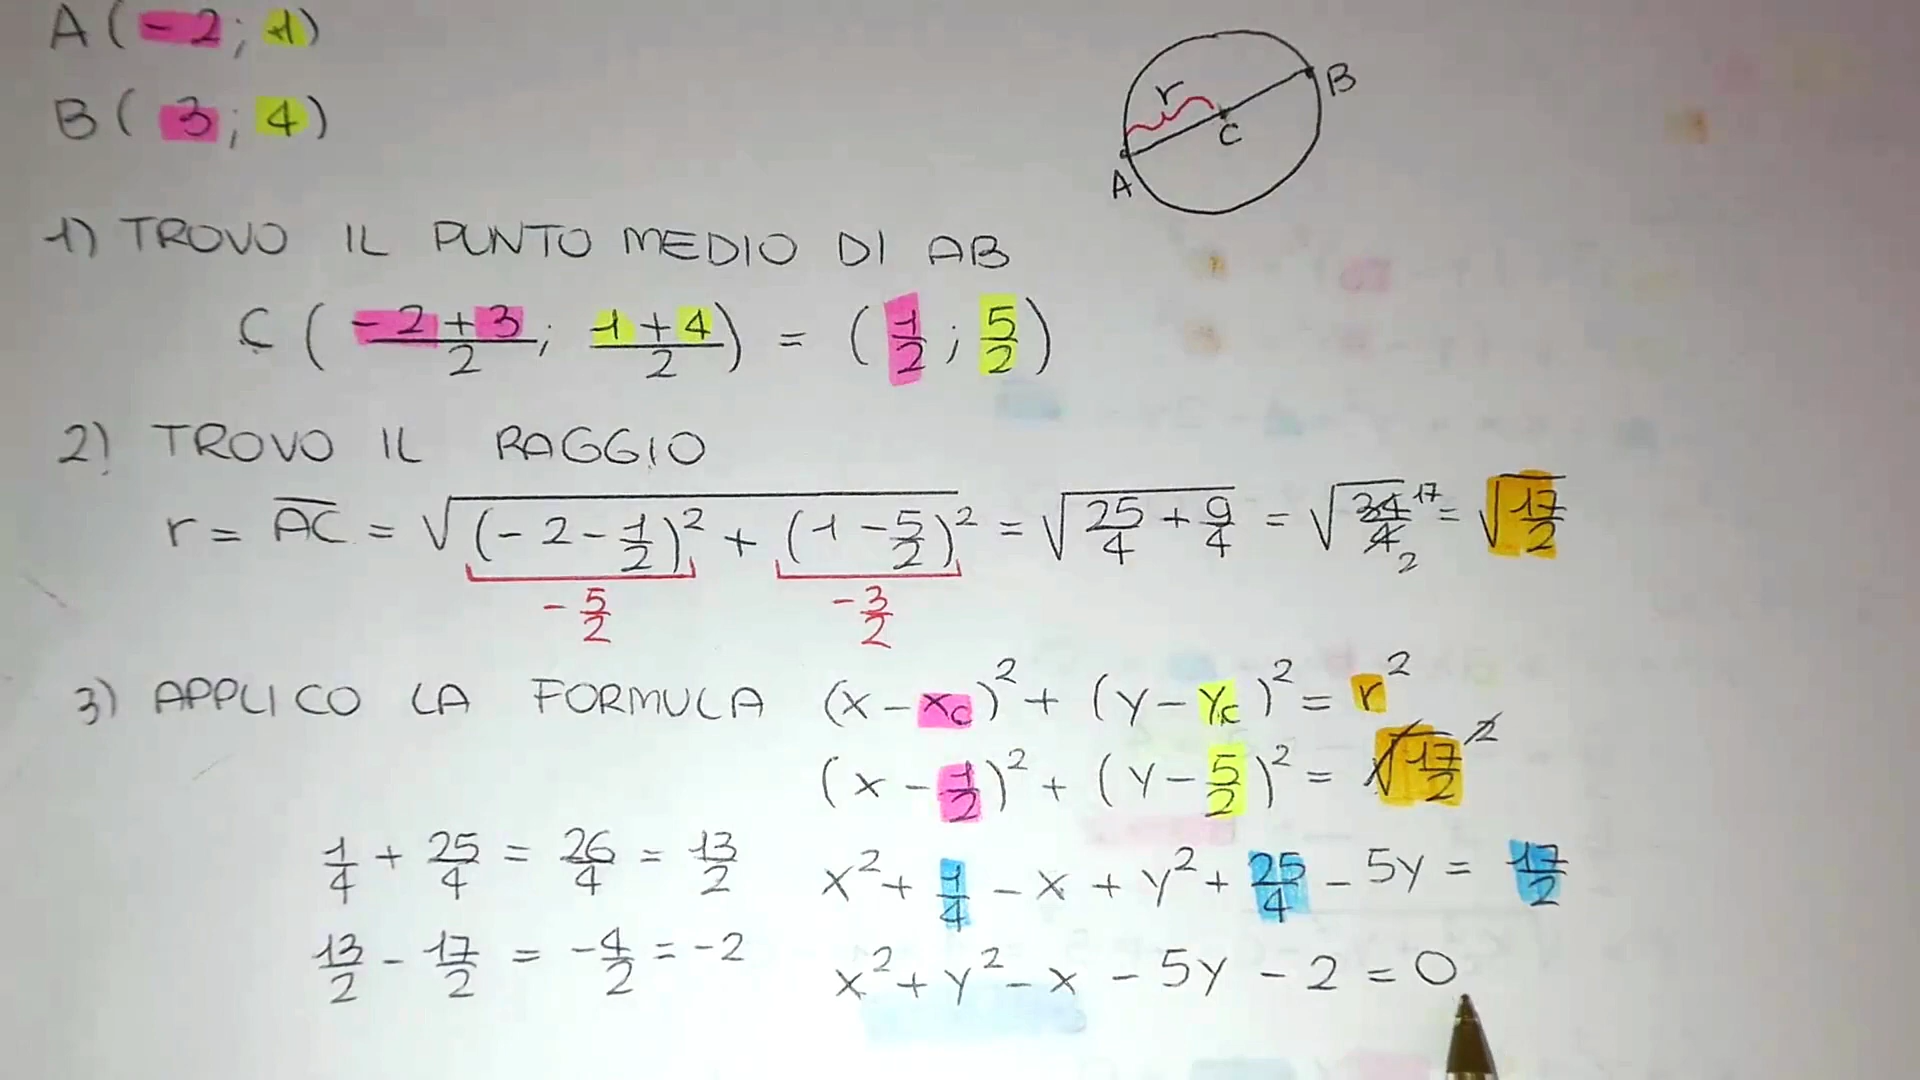 A(-2; 1)
B(3; 4)
r
A
C
B
1) TROVO IL PUNTO MEDIO DI AB
C(-2+3/2; 1+4/2) = (1/2; 5/2)
2) TROVO IL RAGGIO
r = A̅C̅ = √(-2-1/2)² + (1-5/2)² = √25/4 + 9/4 = √34/4 17 2 = √17/2
-5/2 -3/2
3) APPLICO LA FORMULA (x-xc)² + (y-yc)² = r²
(x-1/2)² + (y-5/2)² = √17/2²
1/4 + 25/4 = 26/4 = 13/2
x² + 1/4 - x + y² + 25/4 - 5y = 17/2
13/2 - 17/2 = -4/2 = -2
x² + y² - x - 5y - 2 = 0